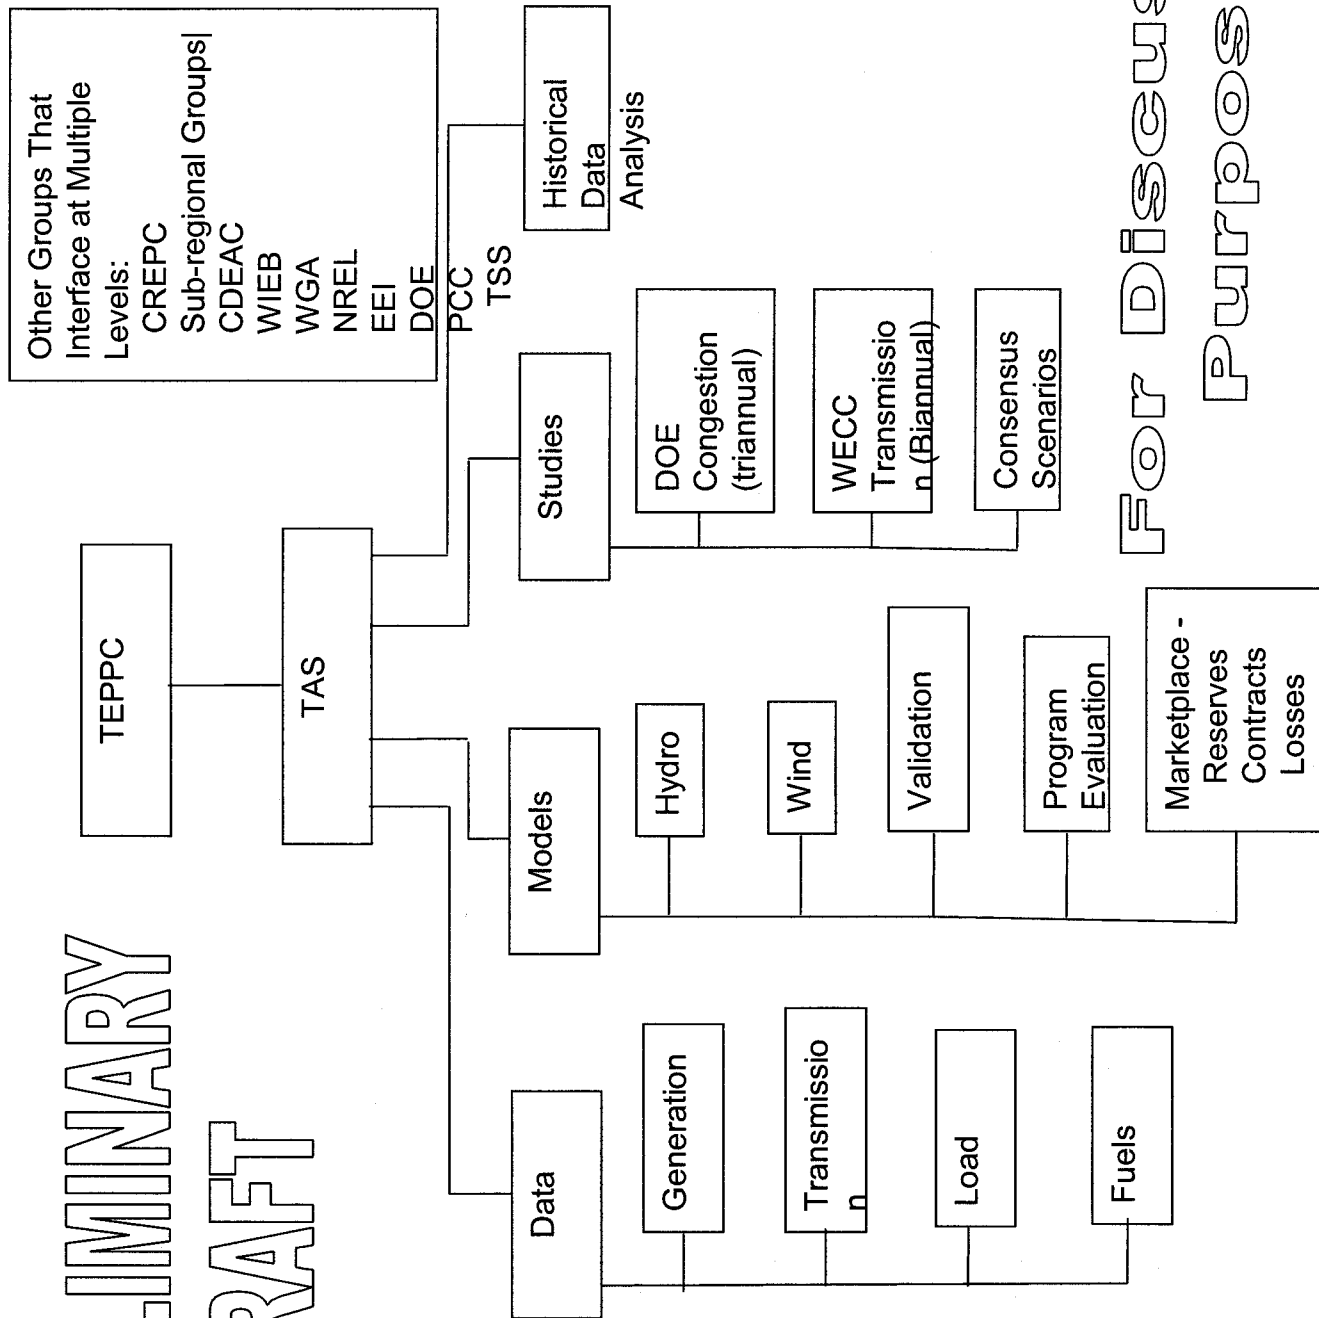 .IMINARY
RAFT
TEPPC
TAS
Other Groups That
Interface at Multiple
Levels:
CREPC
Sub-regional Groups|
CDEAC
WIEB
WGA
NREL
EEI
DOE
PCC
TSS
Data
Generation
Transmissio
n
Load
Fuels
Models
Hydro
Wind
Validation
Program
Evaluation
Marketplace -
Reserves
Contracts
Losses
Studies
DOE
Congestion
(triannual)
WECC
Transmissio
n (Biannual)
Consensus
Scenarios
Historical
Data
Analysis
For Discus
Purpos